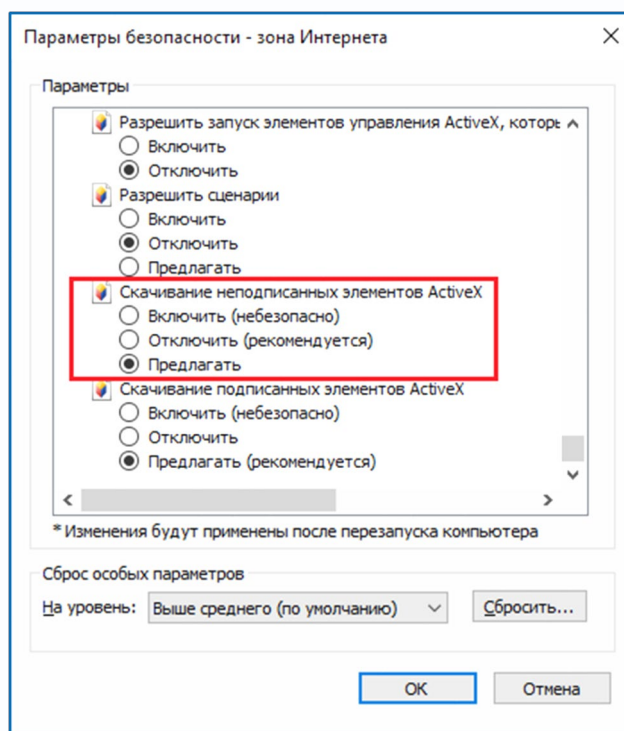 Параметры безопасности - зона Интернета
Параметры
Разрешить запуск элементов управления ActiveX, которы
Включить
Отключить
Разрешить сценарии
Включить
Отключить
Предлагать
Скачивание неподписанных элементов ActiveX
Включить (небезопасно)
Отключить (рекомендуется)
Предлагать
Скачивание подписанных элементов ActiveX
Включить (небезопасно)
Отключить
Предлагать (рекомендуется)
* Изменения будут применены после перезапуска компьютера
Сброс особых параметров
На уровень: Выше среднего (по умолчанию) Сбросить...
ОК Отмена